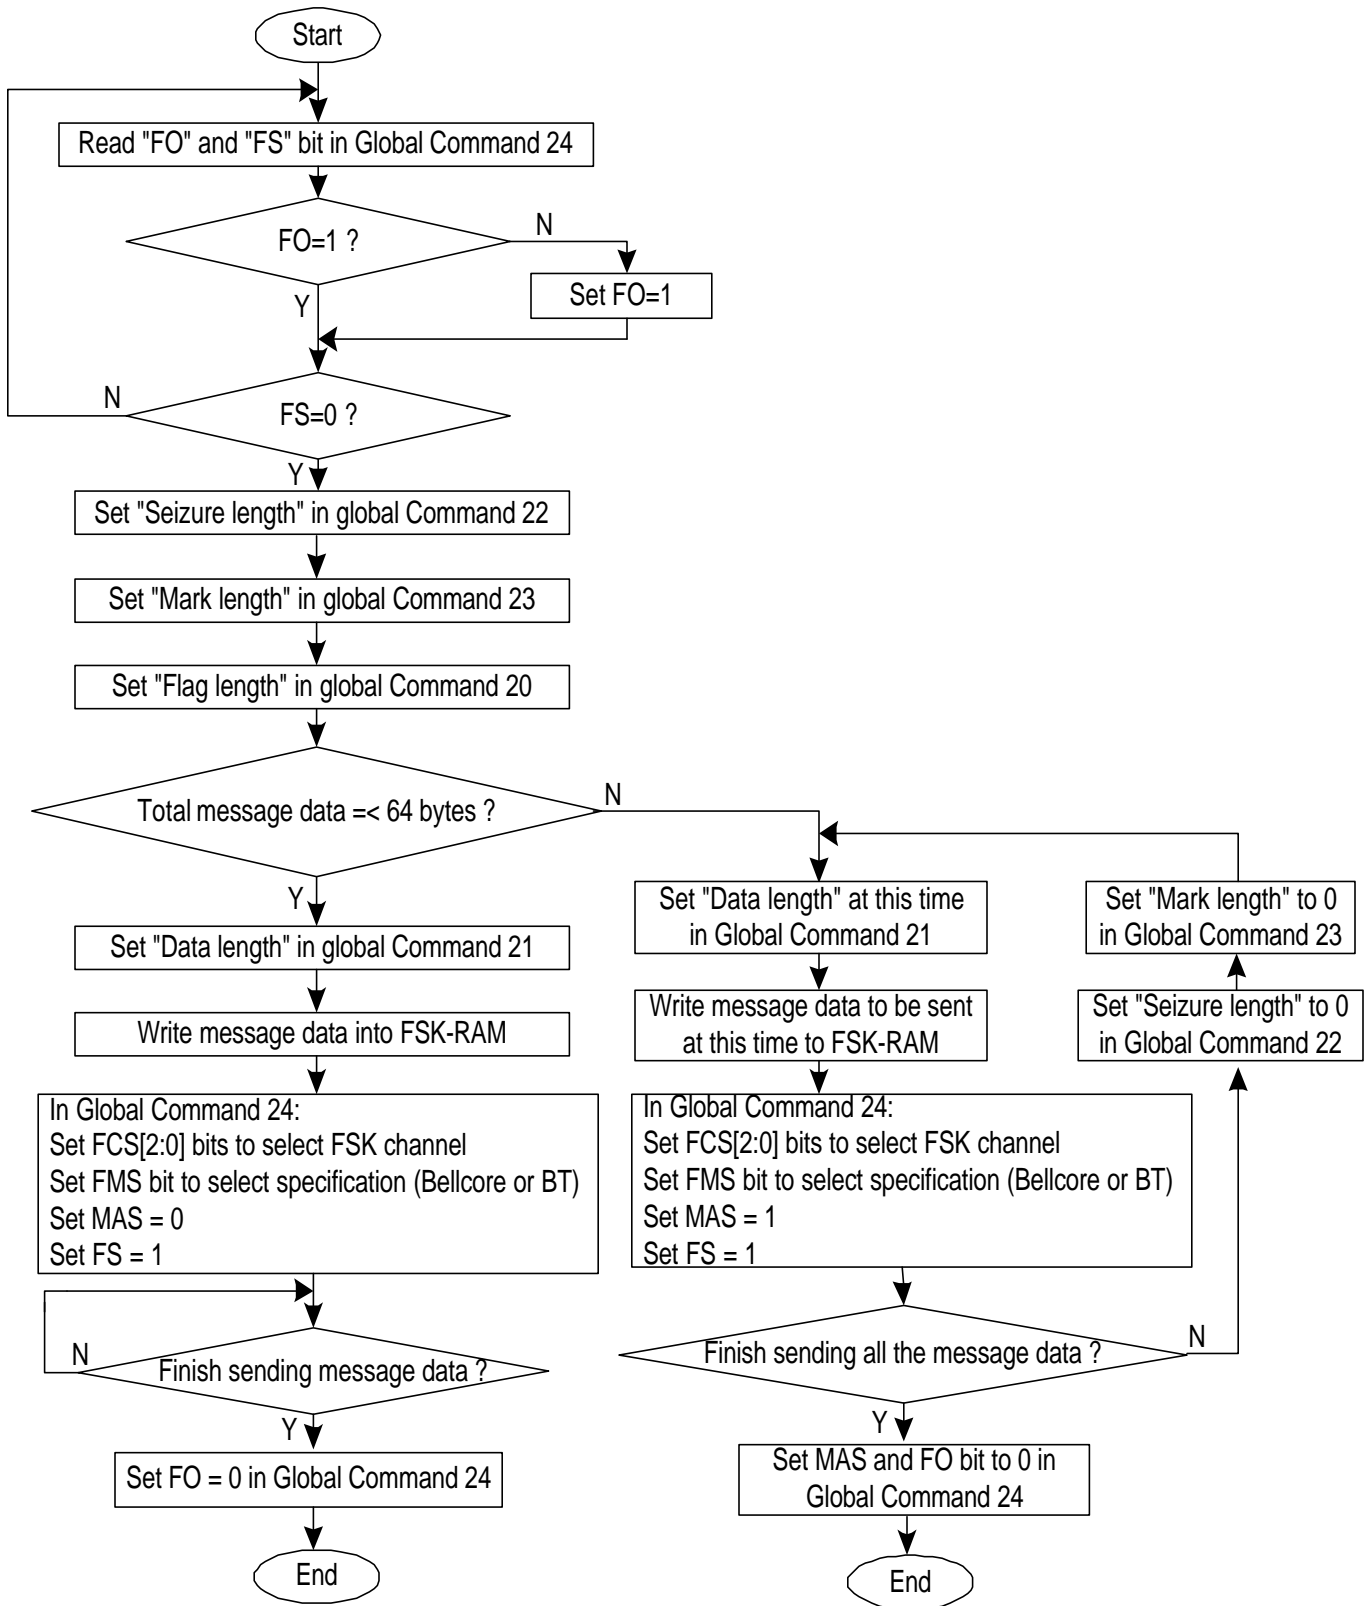 Start
Read "FO" and "FS" bit in Global Command 24
FO=1 ?
N
Set FO=1
Y
N
FS=0 ?
Y
Set "Seizure length" in global Command 22
Set "Mark length" in global Command 23
Set "Flag length" in global Command 20
Total message data =< 64 bytes ?
N
Y
Set "Data length" in global Command 21
Write message data into FSK-RAM
In Global Command 24:
Set FCS[2:0] bits to select FSK channel
Set FMS bit to select specification (Bellcore or BT)
Set MAS = 0
Set FS = 1
N
Finish sending message data ?
Y
Set FO = 0 in Global Command 24
End
Set "Data length" at this time
in Global Command 21
Write message data to be sent
at this time to FSK-RAM
In Global Command 24:
Set FCS[2:0] bits to select FSK channel
Set FMS bit to select specification (Bellcore or BT)
Set MAS = 1
Set FS = 1
Finish sending all the message data ?
N
Y
Set MAS and FO bit to 0 in
Global Command 24
End
Set "Mark length" to 0
in Global Command 23
Set "Seizure length" to 0
in Global Command 22